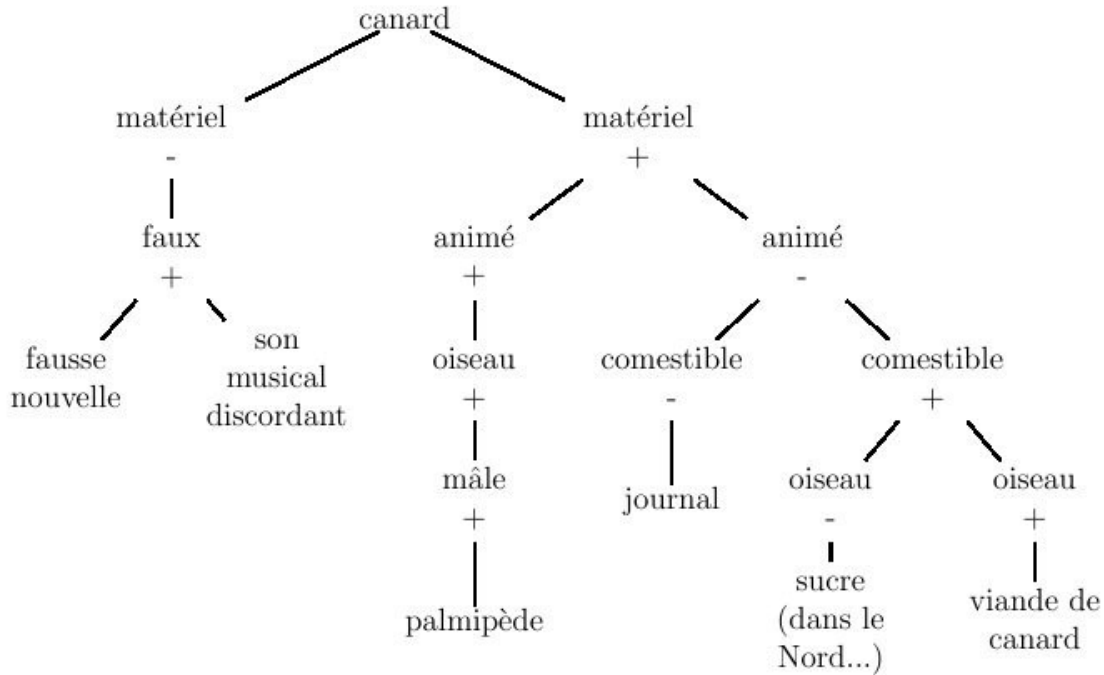 canard
matériel
-
matériel
+
faux
+
animé
+
animé
-
fausse
nouvelle
son
musical
discordant
oiseau
+
comestible
-
comestible
+
mâle
+
journal
oiseau
-
oiseau
+
palmipède
sucre
(dans le
Nord...)
viande de
canard